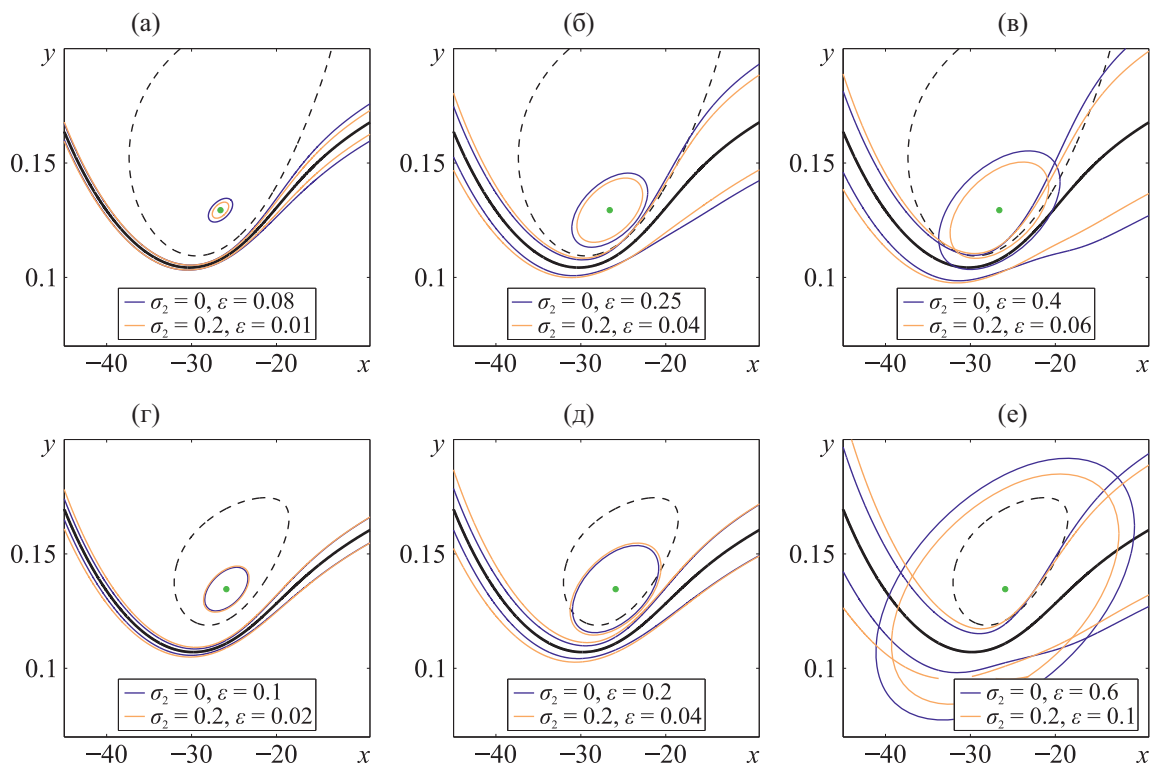 (а)
y
0.15
0.1
σ₂ = 0, ε = 0.08
σ₂ = 0.2, ε = 0.01
−40 −30 −20 x
(б)
y
0.15
0.1
σ₂ = 0, ε = 0.25
σ₂ = 0.2, ε = 0.04
−40 −30 −20 x
(в)
y
0.15
0.1
σ₂ = 0, ε = 0.4
σ₂ = 0.2, ε = 0.06
−40 −30 −20 x
(г)
y
0.15
0.1
σ₂ = 0, ε = 0.1
σ₂ = 0.2, ε = 0.02
−40 −30 −20 x
(д)
y
0.15
0.1
σ₂ = 0, ε = 0.2
σ₂ = 0.2, ε = 0.04
−40 −30 −20 x
(е)
y
0.15
0.1
σ₂ = 0, ε = 0.6
σ₂ = 0.2, ε = 0.1
−40 −30 −20 x